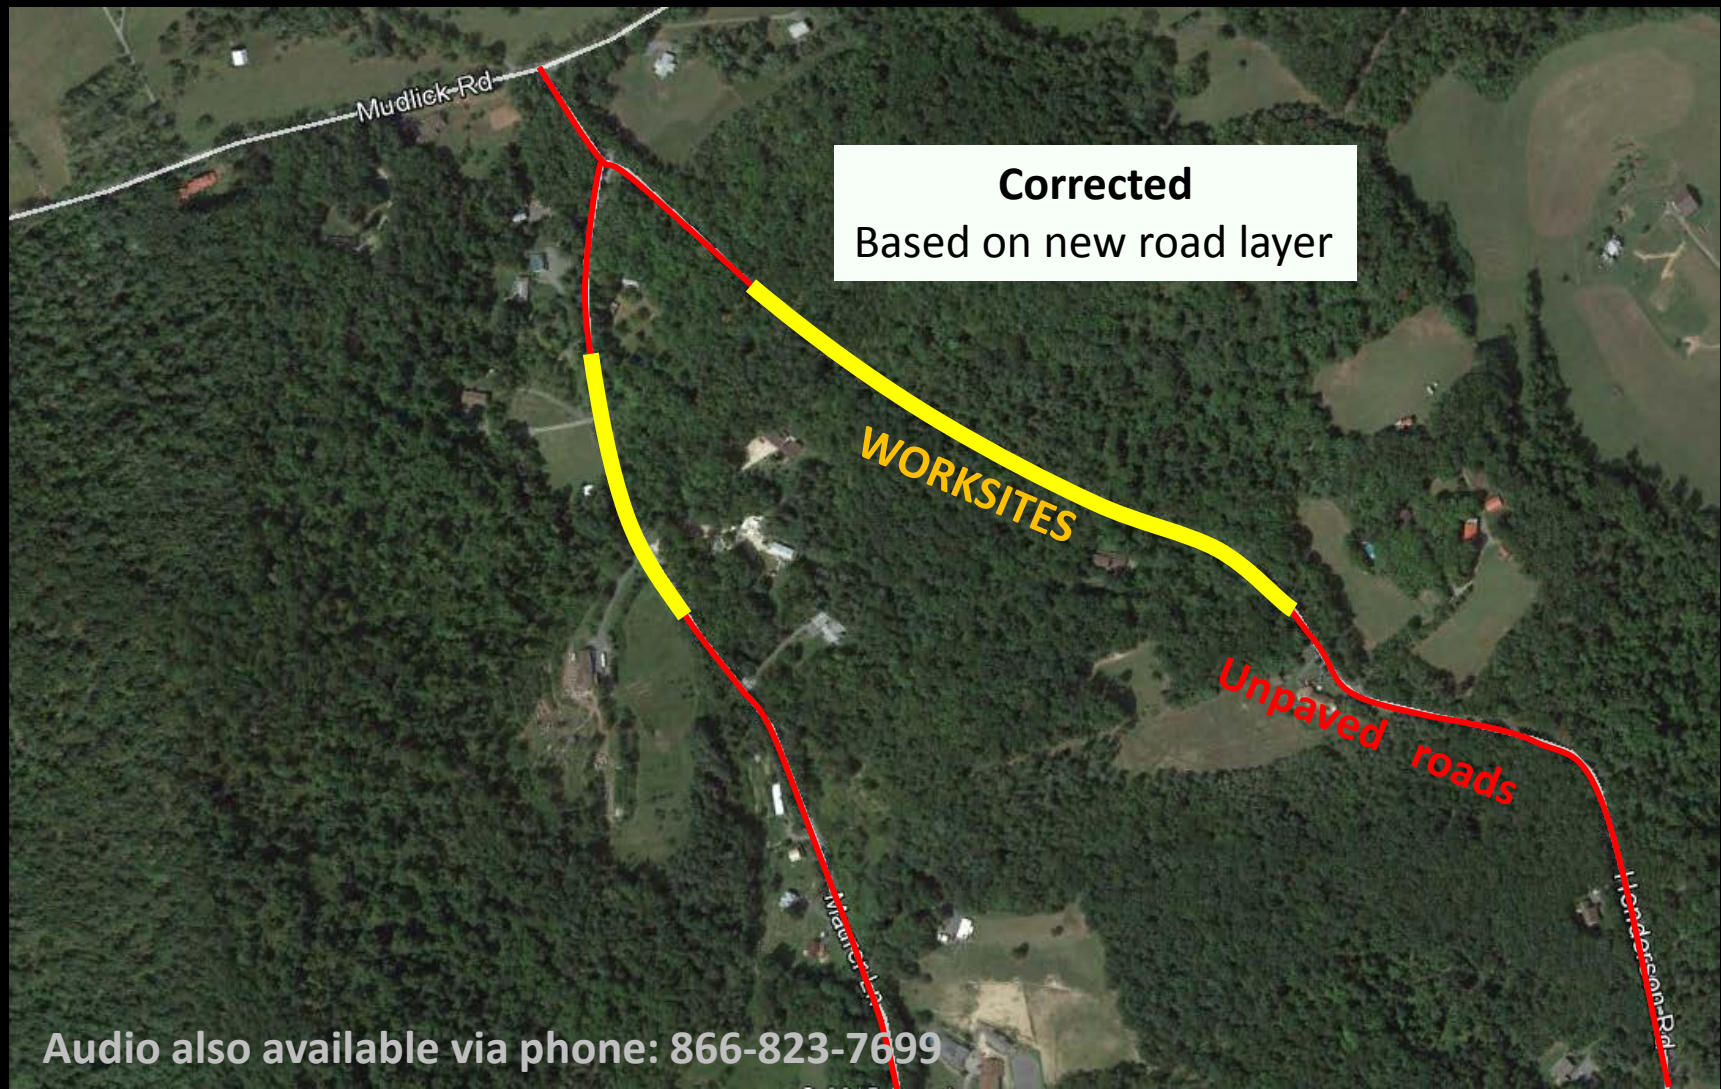 Mudlick Rd
Corrected
Based on new road layer
WORKSITES
Unpaved roads
Henderson Rd
Audio also available via phone: 866-823-7699